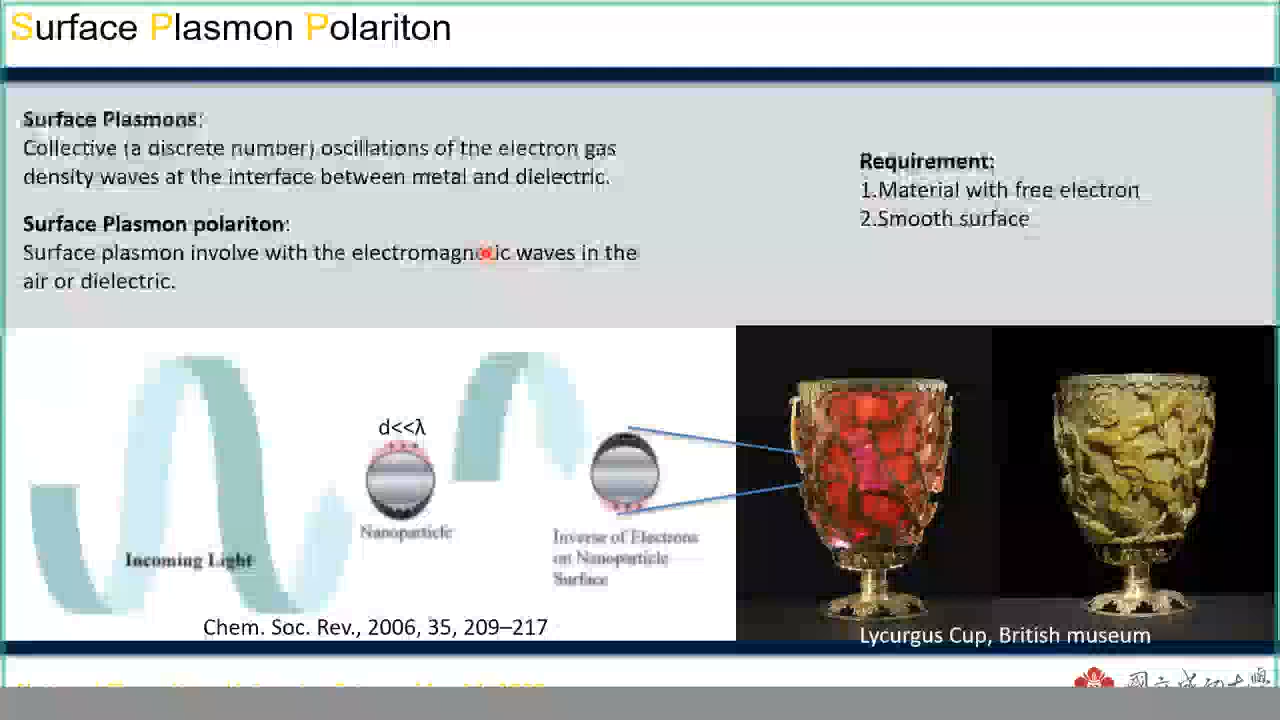 Surface Plasmon Polariton
Surface Plasmons:
Collective (a discrete number) oscillations of the electron gas
density waves at the interface between metal and dielectric.
Surface Plasmon polariton:
Surface plasmon involve with the electromagnetic waves in the
air or dielectric.
Requirement:
1.Material with free electron
2.Smooth surface
d<<λ
Nanoparticle
Incoming Light
Inverse of Electrons
on Nanoparticle
Surface
Chem. Soc. Rev., 2006, 35, 209–217
Lycurgus Cup, British museum